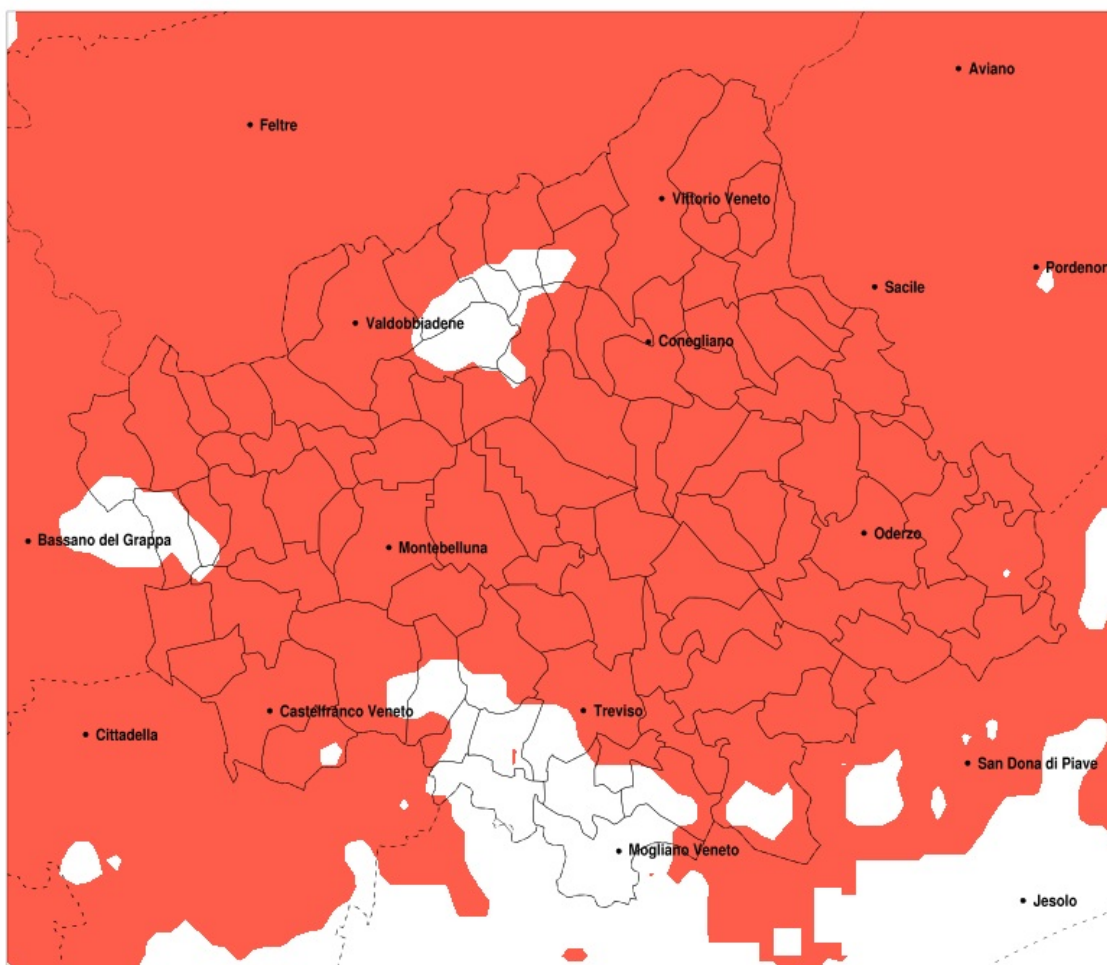 Aviano
Feltre
Vittorio Veneto
Pordenon
Sacile
Valdobbiadene
Conegliano
Oderzo
Bassano del Grappa
Montebelluna
Castelfranco Veneto
Treviso
Cittadella
San Dona di Piave
Mogliano Veneto
Jesolo